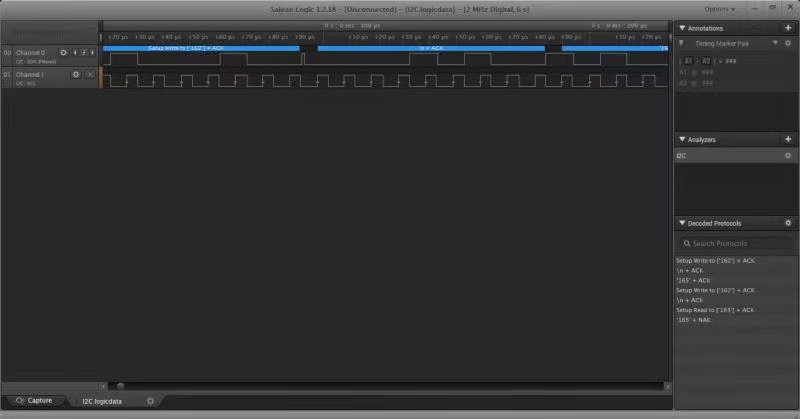 Saleae Logic 1.2.18 - [Disconnected] - [I2C.logicdata] - [2 MHz Digital, 6 s]
Options
0 s : 0 ms : 100 µs
0 s : 0 ms : 200 µs
+20 µs +30 µs +40 µs +50 µs +60 µs +70 µs +80 µs +90 µs +10 µs +20 µs +30 µs +40 µs +50 µs +60 µs +70 µs +80 µs +90 µs +10 µs +20 µs
00 Channel 0
I2C - SDA (Filtered)
Setup Write to ['162'] + ACK
\n + ACK
01 Channel 1
I2C - SCL
Annotations
Timing Marker Pair
| A1 - A2 | = ###
A1 @ ###
A2 @ ###
Analyzers
I2C
Decoded Protocols
Search Protocols
Setup Write to ['162'] + ACK
\n + ACK
'165' + ACK
Setup Write to ['162'] + ACK
\n + ACK
Setup Read to ['163'] + ACK
'165' + NAK
Capture
I2C.logicdata